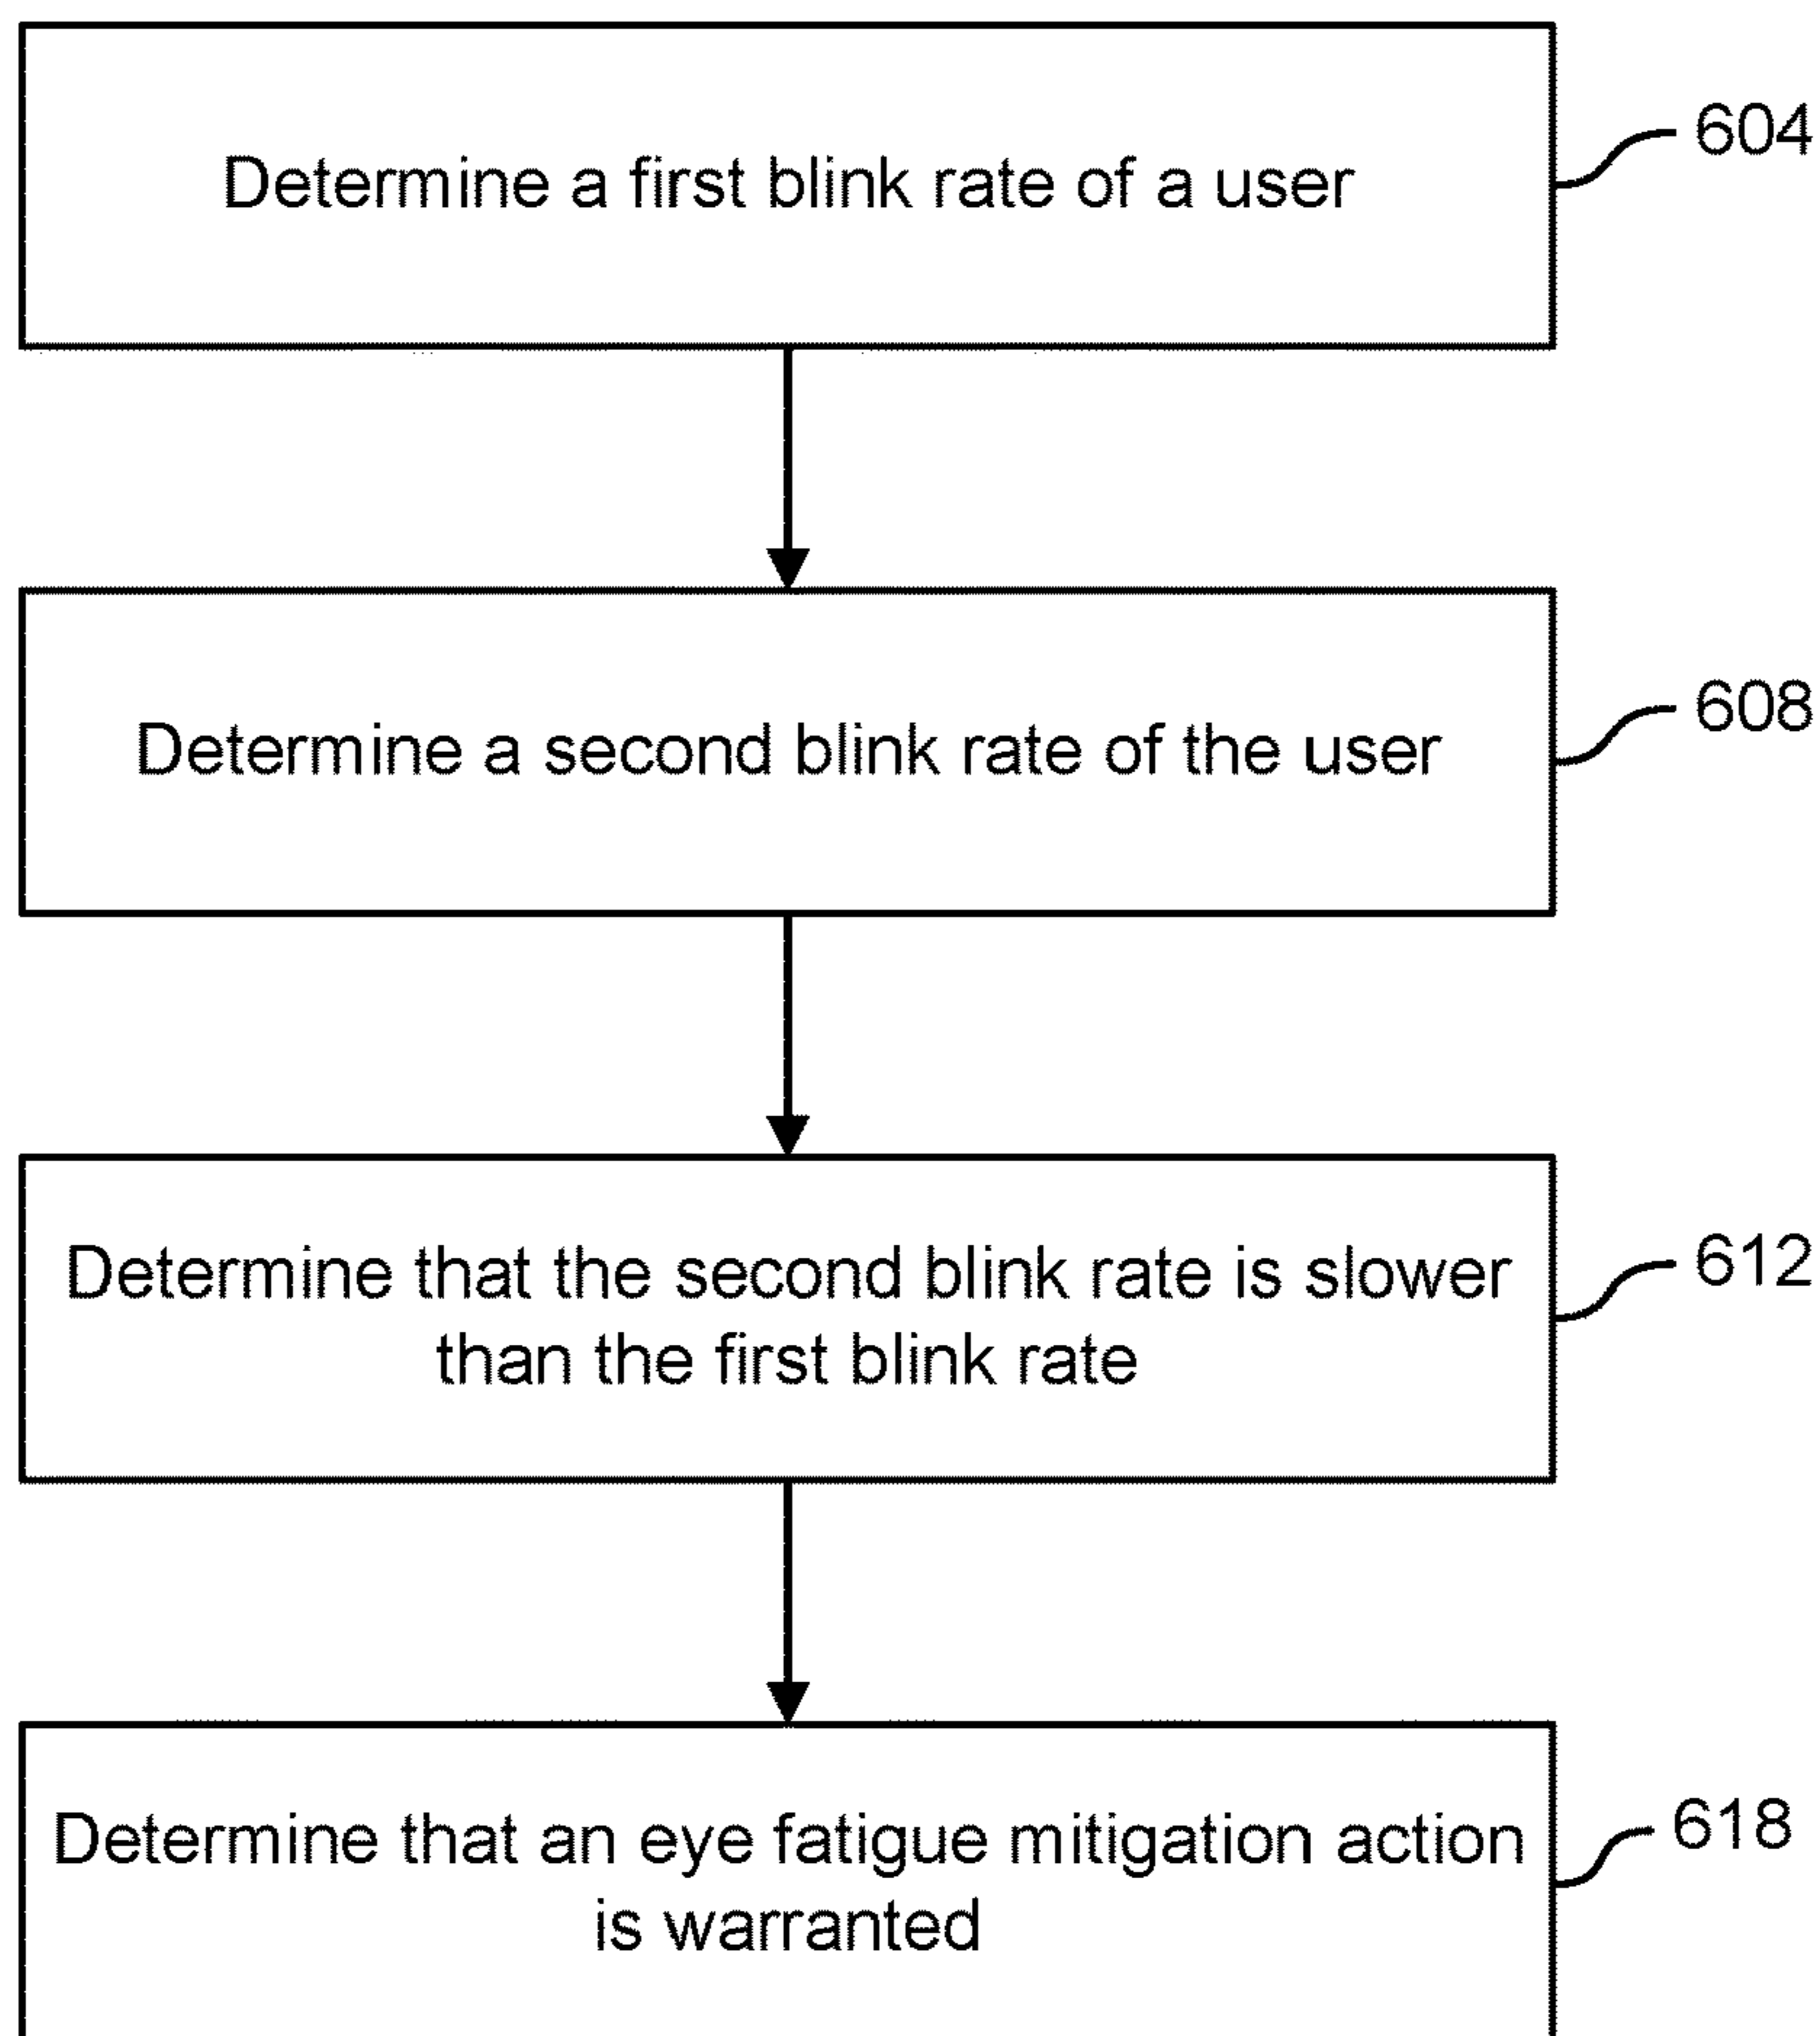 Determine a first blink rate of a user
604
Determine a second blink rate of the user
608
Determine that the second blink rate is slower
than the first blink rate
612
Determine that an eye fatigue mitigation action
is warranted
618